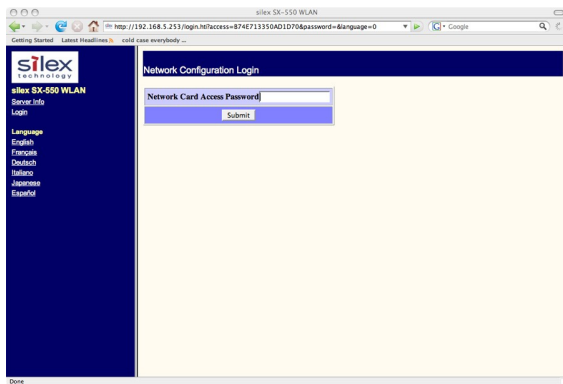 silex SX-550 WLAN
http://192.168.5.253/login.hti?access=874E713350AD1D70&password=&language=0
Google
Getting Started Latest Headlines cold case everybody ...
silex
technology
silex SX-550 WLAN
Server Info
Login
Language
English
Français
Deutsch
Italiano
Japanese
Español
Network Configuration Login
Network Card Access Password
Submit
Done